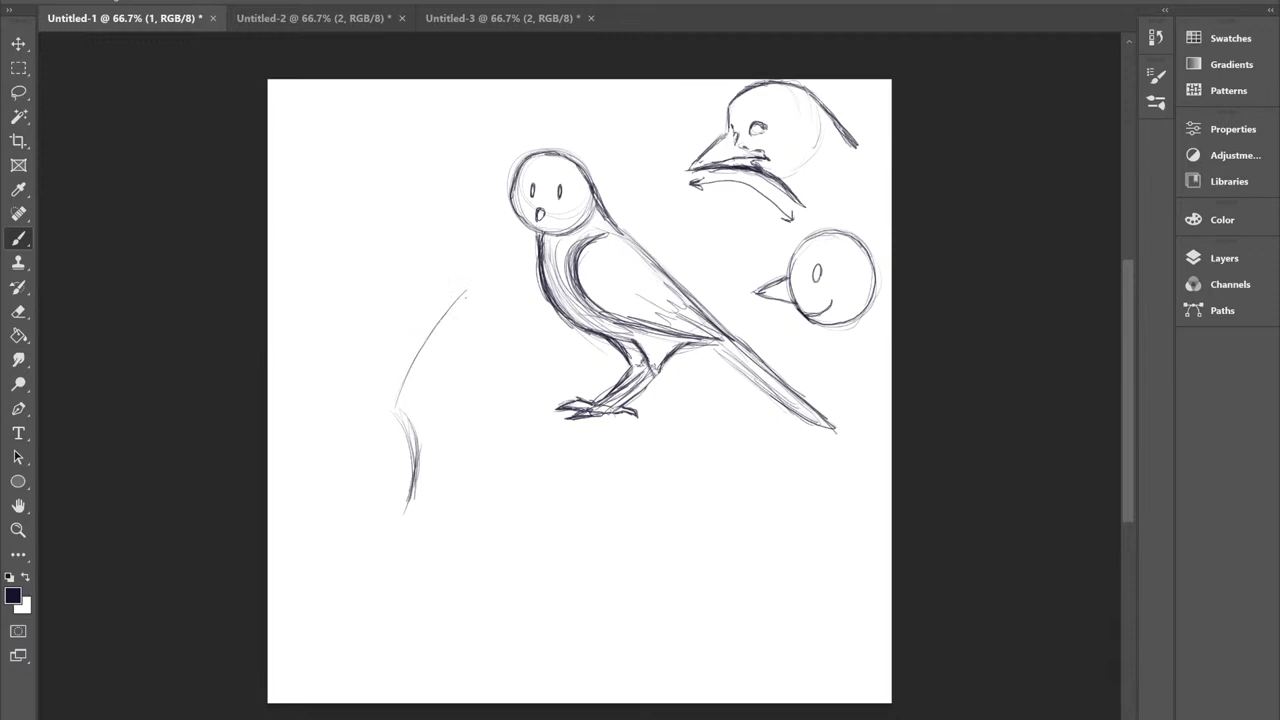 Untitled-1 @ 66.7% (1, RGB/8) *
Untitled-2 @ 66.7% (2, RGB/8) *
Untitled-3 @ 66.7% (2, RGB/8) *
Swatches
Gradients
Patterns
Properties
Adjustme...
Libraries
Color
Layers
Channels
Paths